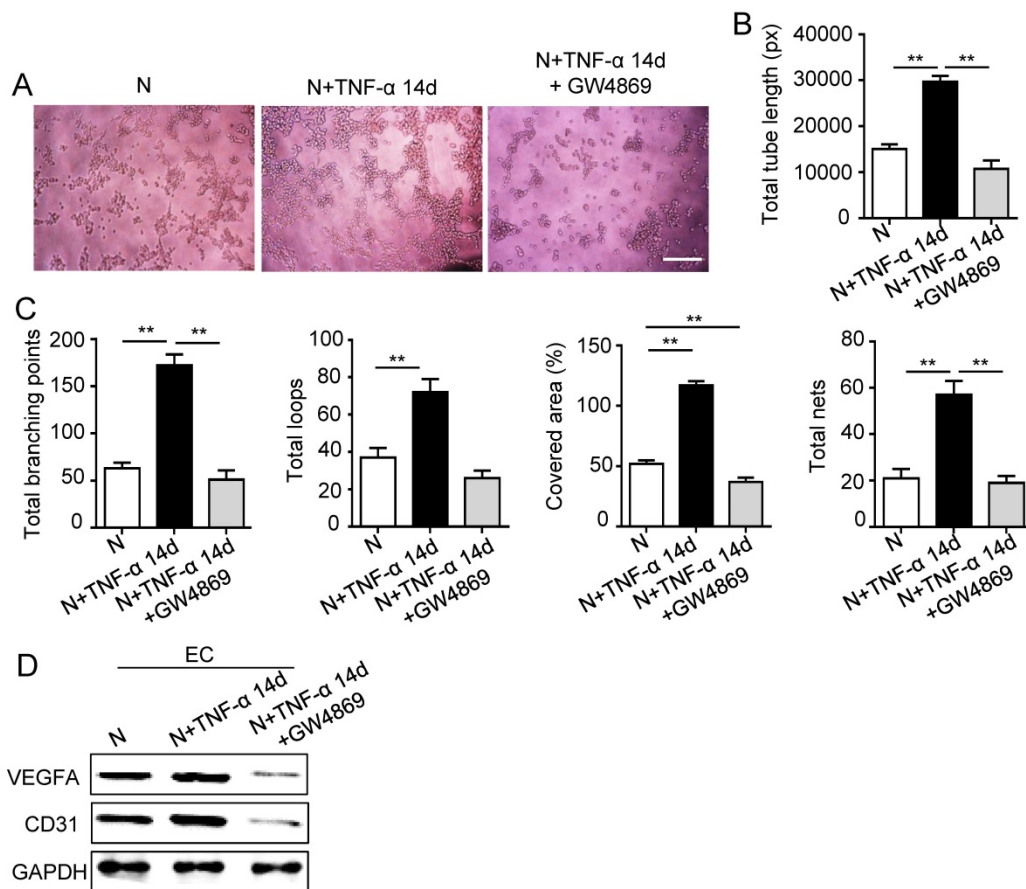 A
N
N+TNF-α 14d
N+TNF-α 14d
+ GW4869
B
Total tube length (px)
40000
30000
20000
10000
0
**
**
N
N+TNF-α 14d
N+TNF-α 14d
+GW4869
C
Total branching points
200
150
100
50
0
**
**
N
N+TNF-α 14d
N+TNF-α 14d
+GW4869
Total loops
100
80
60
40
20
0
**
N
N+TNF-α 14d
N+TNF-α 14d
+GW4869
Covered area (%)
150
100
50
0
**
**
N
N+TNF-α 14d
N+TNF-α 14d
+GW4869
Total nets
80
60
40
20
0
**
**
N
N+TNF-α 14d
N+TNF-α 14d
+GW4869
D
EC
N
N+TNF-α 14d
N+TNF-α 14d
+GW4869
VEGFA
CD31
GAPDH